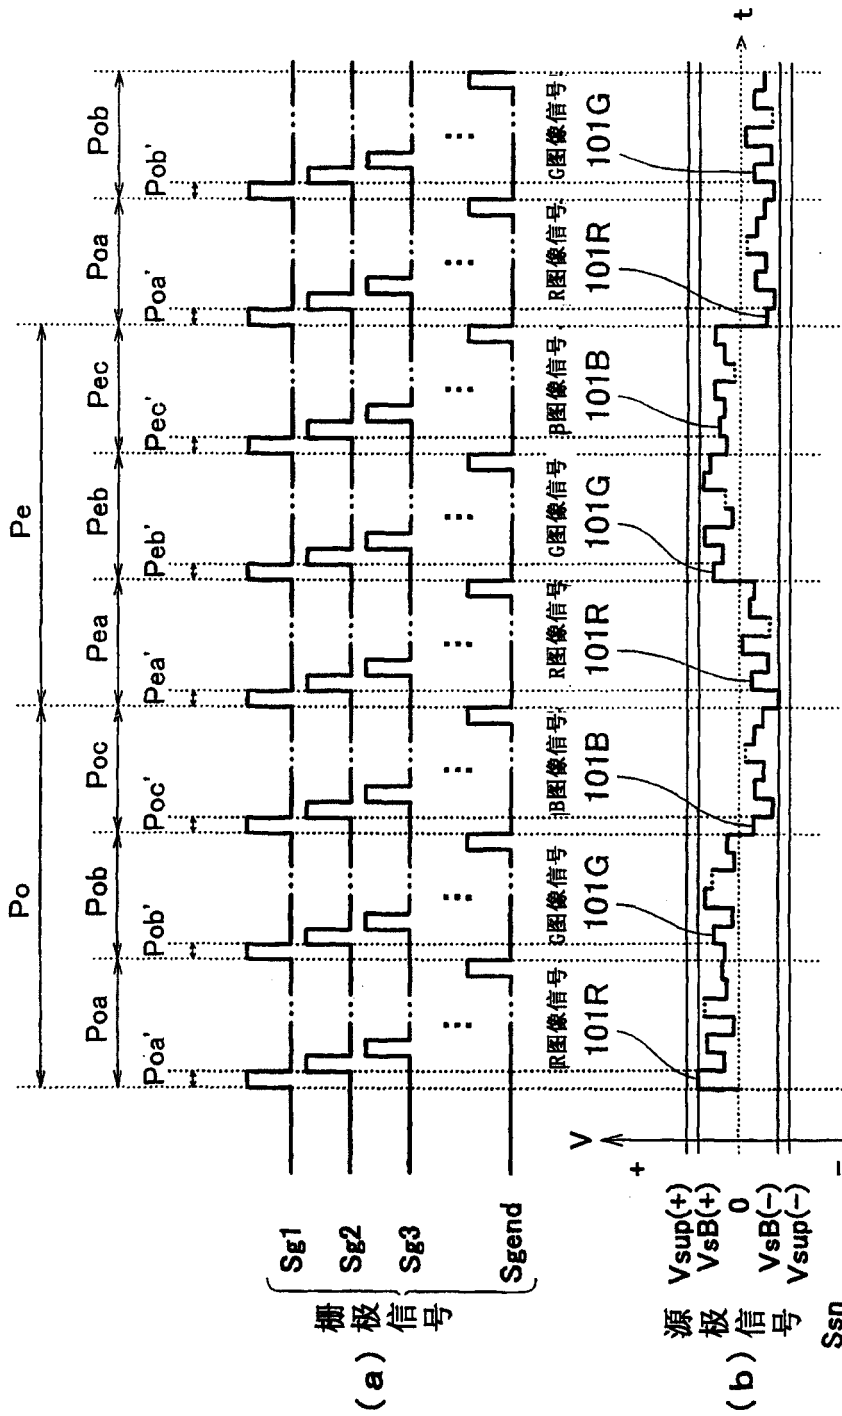 Po
Pe
Poa
Pob
Poc
Pea
Peb
Pec
Poa
Pob
Poa'
Pob'
Poc'
Pea'
Peb'
Pec'
Poa'
Pob'
(a)
栅极信号
Sg1
Sg2
Sg3
Sgend
R图像信号
G图像信号
B图像信号
R图像信号
G图像信号
B图像信号
R图像信号
G图像信号
101R
101G
101B
101R
101G
101B
101R
101G
(b)
源极信号
Ssn
V
+
Vsup(+)
VsB(+)
0
VsB(-)
Vsup(-)
-
t